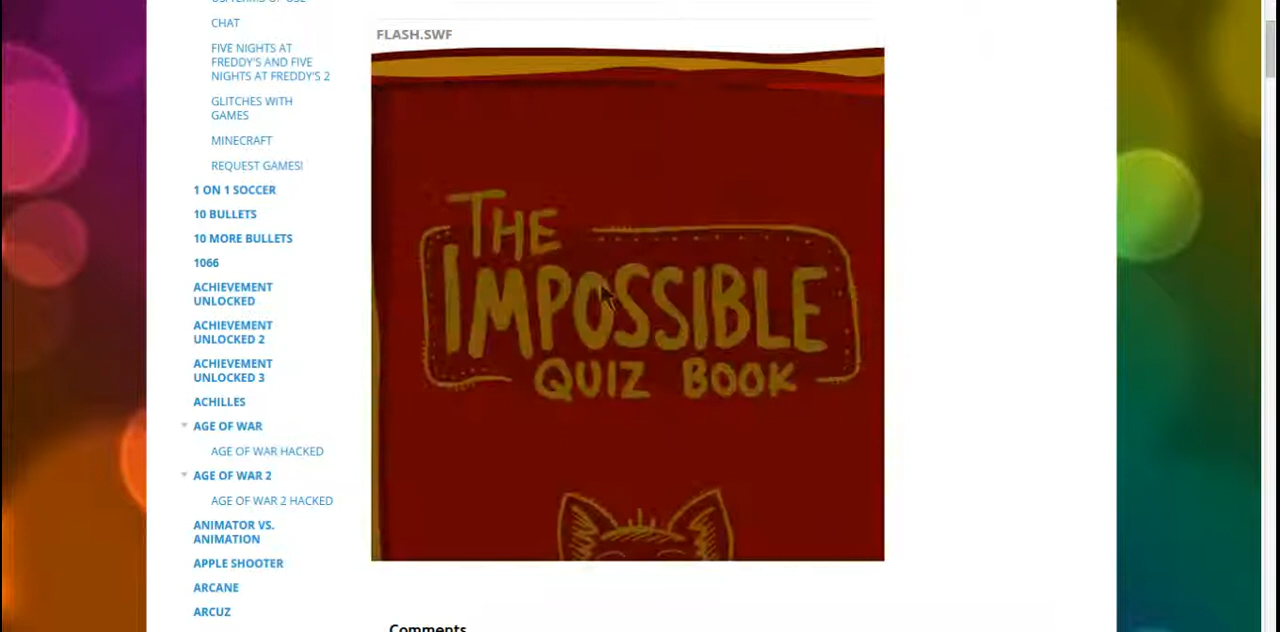 CHAT
FIVE NIGHTS AT
FREDDY'S AND FIVE
NIGHTS AT FREDDY'S 2
GLITCHES WITH
GAMES
MINECRAFT
REQUEST GAMES!
1 ON 1 SOCCER
10 BULLETS
10 MORE BULLETS
1066
ACHIEVEMENT
UNLOCKED
ACHIEVEMENT
UNLOCKED 2
ACHIEVEMENT
UNLOCKED 3
ACHILLES
AGE OF WAR
AGE OF WAR HACKED
AGE OF WAR 2
AGE OF WAR 2 HACKED
ANIMATOR VS.
ANIMATION
APPLE SHOOTER
ARCANE
ARCUZ
FLASH.SWF
THE
IMPOSSIBLE
QUIZ BOOK
Comments